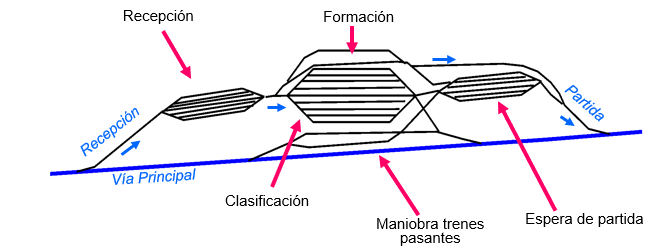 Recepción
Formación
Recepción
Partida
Vía Principal
Clasificación
Maniobra trenes
pasantes
Espera de partida